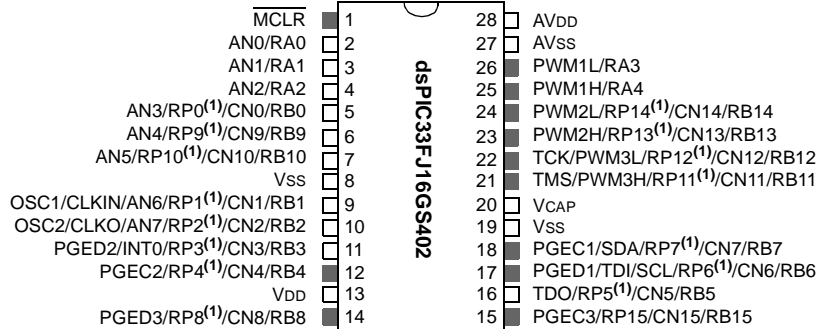 MCLR 1 28 AVDD
AN0/RA0 2 27 AVSS
AN1/RA1 3 26 PWM1L/RA3
AN2/RA2 4 25 PWM1H/RA4
AN3/RP0(1)/CN0/RB0 5 24 PWM2L/RP14(1)/CN14/RB14
AN4/RP9(1)/CN9/RB9 6 23 PWM2H/RP13(1)/CN13/RB13
AN5/RP10(1)/CN10/RB10 7 22 TCK/PWM3L/RP12(1)/CN12/RB12
VSS 8 21 TMS/PWM3H/RP11(1)/CN11/RB11
OSC1/CLKIN/AN6/RP1(1)/CN1/RB1 9 20 VCAP
OSC2/CLKO/AN7/RP2(1)/CN2/RB2 10 19 VSS
PGED2/INT0/RP3(1)/CN3/RB3 11 18 PGEC1/SDA/RP7(1)/CN7/RB7
PGEC2/RP4(1)/CN4/RB4 12 17 PGED1/TDI/SCL/RP6(1)/CN6/RB6
VDD 13 16 TDO/RP5(1)/CN5/RB5
PGED3/RP8(1)/CN8/RB8 14 15 PGEC3/RP15/CN15/RB15
dsPIC33FJ16GS402